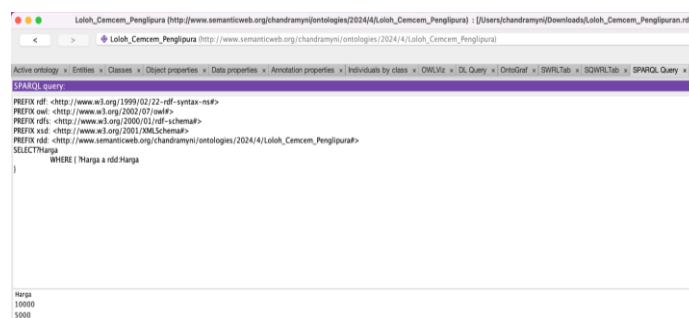 Loloh_Cemcem_Penglipura (http://www.semanticweb.org/chandramyni/ontologies/2024/4/Loloh_Cemcem_Penglipura) : [/Users/chandramyni/Downloads/Loloh_Cemcem_Penglipuran.rd
< > Loloh_Cemcem_Penglipura (http://www.semanticweb.org/chandramyni/ontologies/2024/4/Loloh_Cemcem_Penglipura)
Active ontology × Entities × Classes × Object properties × Data properties × Annotation properties × Individuals by class × OWLViz × DL Query × OntoGraf × SWRLTab × SQWRLTab × SPARQL Query ×
SPARQL query:
PREFIX rdf: <http://www.w3.org/1999/02/22-rdf-syntax-ns#>
PREFIX owl: <http://www.w3.org/2002/07/owl#>
PREFIX rdfs: <http://www.w3.org/2000/01/rdf-schema#>
PREFIX xsd: <http://www.w3.org/2001/XMLSchema#>
PREFIX rdd: <http://www.semanticweb.org/chandramyni/ontologies/2024/4/Loloh_Cemcem_Penglipura#>
SELECT?Harga
WHERE { ?Harga a rdd:Harga
}
Harga
10000
5000